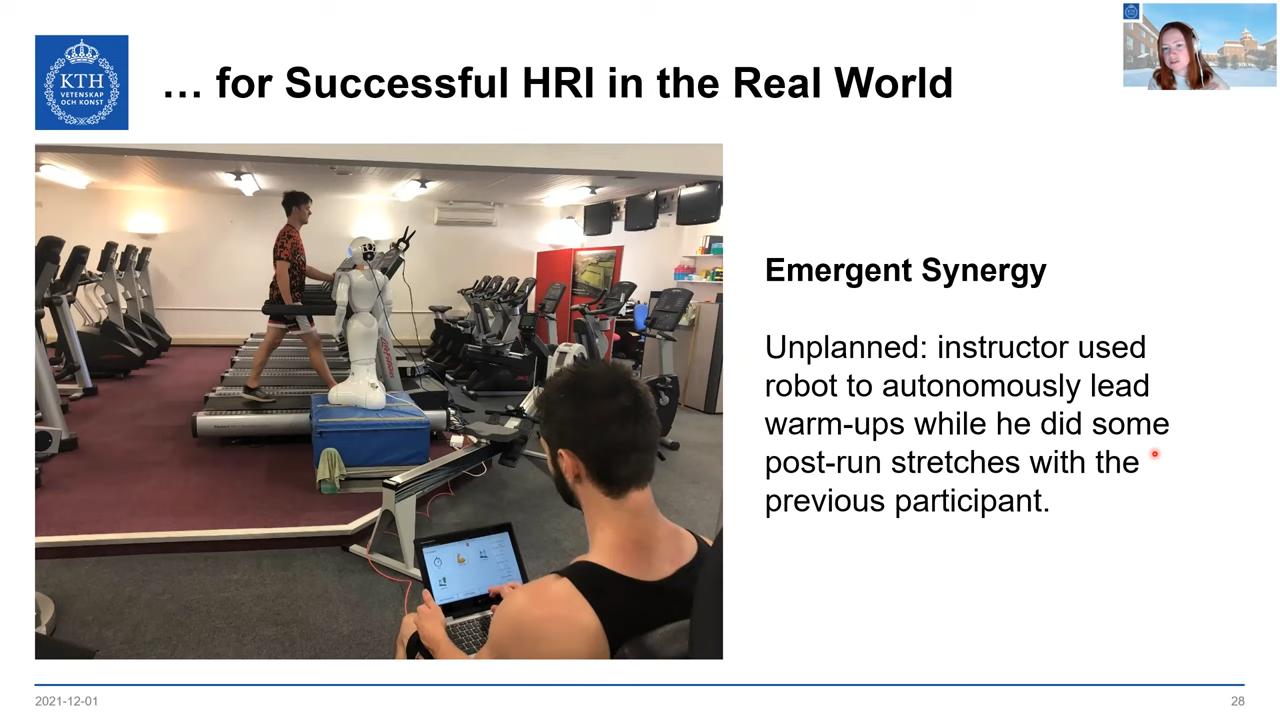 KTH
VETENSKAP
OCH KONST
… for Successful HRI in the Real World
Emergent Synergy
Unplanned: instructor used
robot to autonomously lead
warm-ups while he did some
post-run stretches with the
previous participant.
2021-12-01
28